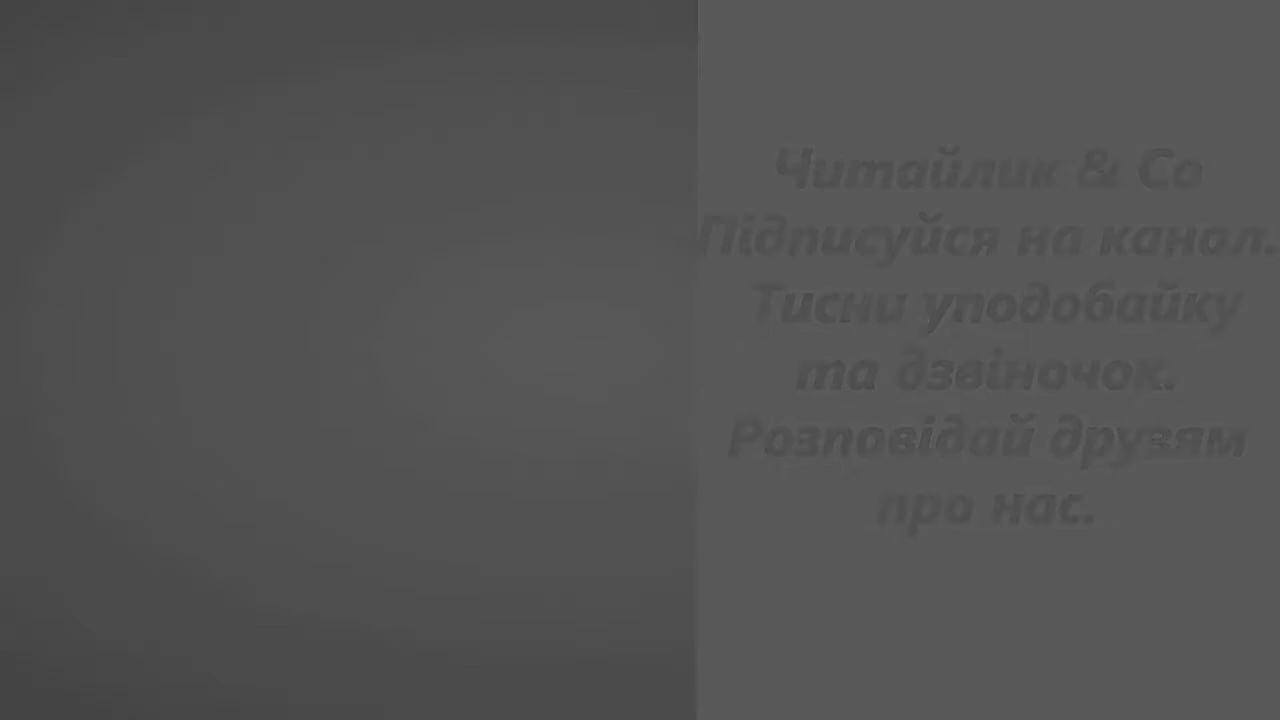 Читайлик & Co
Підписуйся на канал.
Тисни уподобайку
та дзвіночок.
Розповідай друзям
про нас.